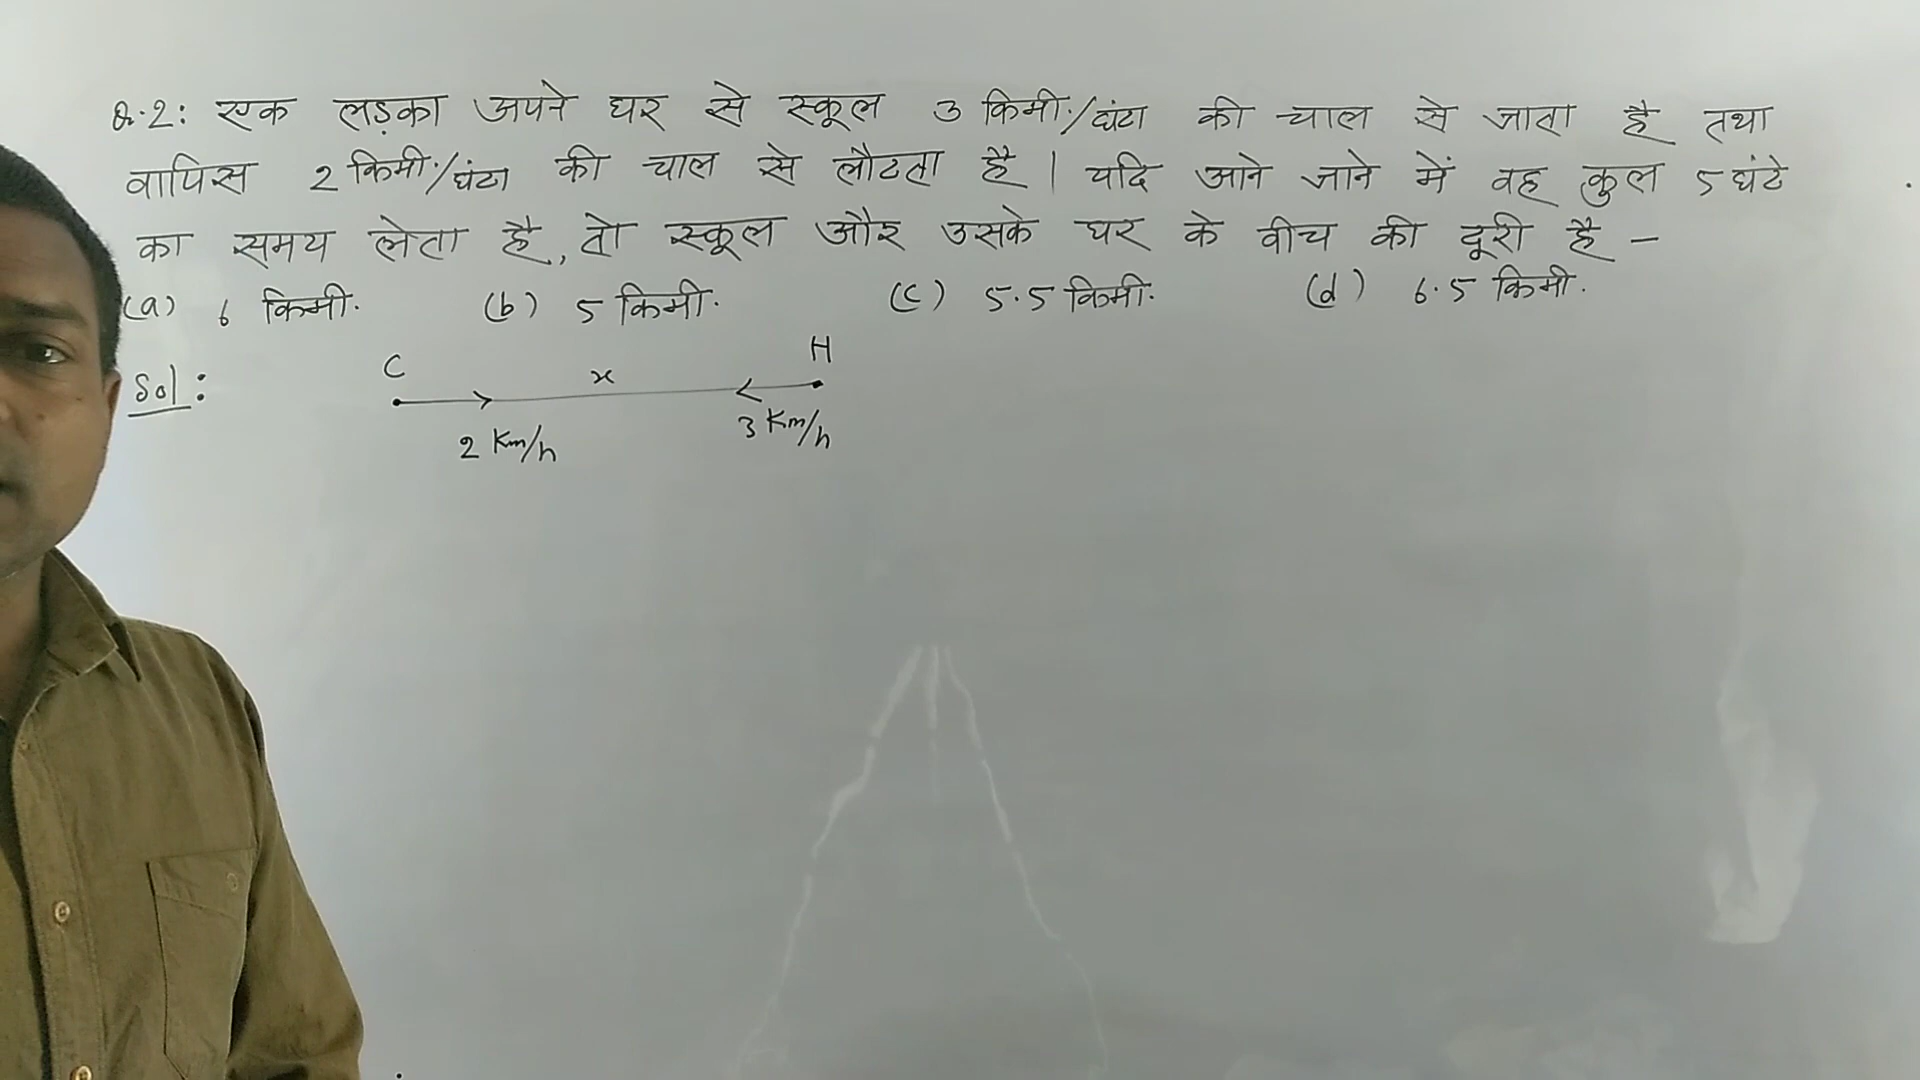 Q.2: एक लड़का अपने घर से स्कूल 3 किमी./घंटा की चाल से जाता है तथा
वापिस 2 किमी./घंटा की चाल से लौटता है | यदि आने जाने में वह कुल 5 घंटे
का समय लेता है, तो स्कूल और उसके घर के बीच की दूरी है –
(a) 6 किमी. (b) 5 किमी. (c) 5.5 किमी. (d) 6.5 किमी.
Sol : C x H
2 Km/h 3 Km/h